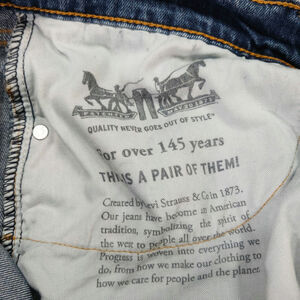 PATENTED MAY 20 1873
QUALITY NEVER GOES OUT OF STYLE®
For over 145 years
THIS IS A PAIR OF THEM!
Created by Levi Strauss & Co in 1873.
Our jeans have become an American
tradition, symbolizing the spirit of
the west to people all over the world.
Progress is woven into everything we
do, from how we make our clothing to
how we care for people and the planet.